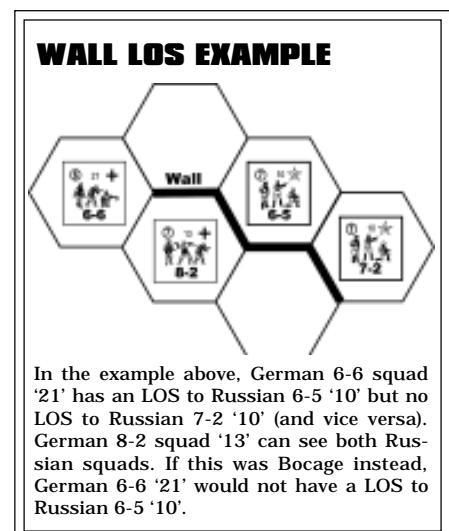 WALL LOS EXAMPLE
Wall
6-6
6-5
8-2
7-2
In the example above, German 6-6 squad
‘21’ has an LOS to Russian 6-5 ‘10’ but no
LOS to Russian 7-2 ‘10’ (and vice versa).
German 8-2 squad ‘13’ can see both Rus-
sian squads. If this was Bocage instead,
German 6-6 ‘21’ would not have a LOS to
Russian 6-5 ‘10’.